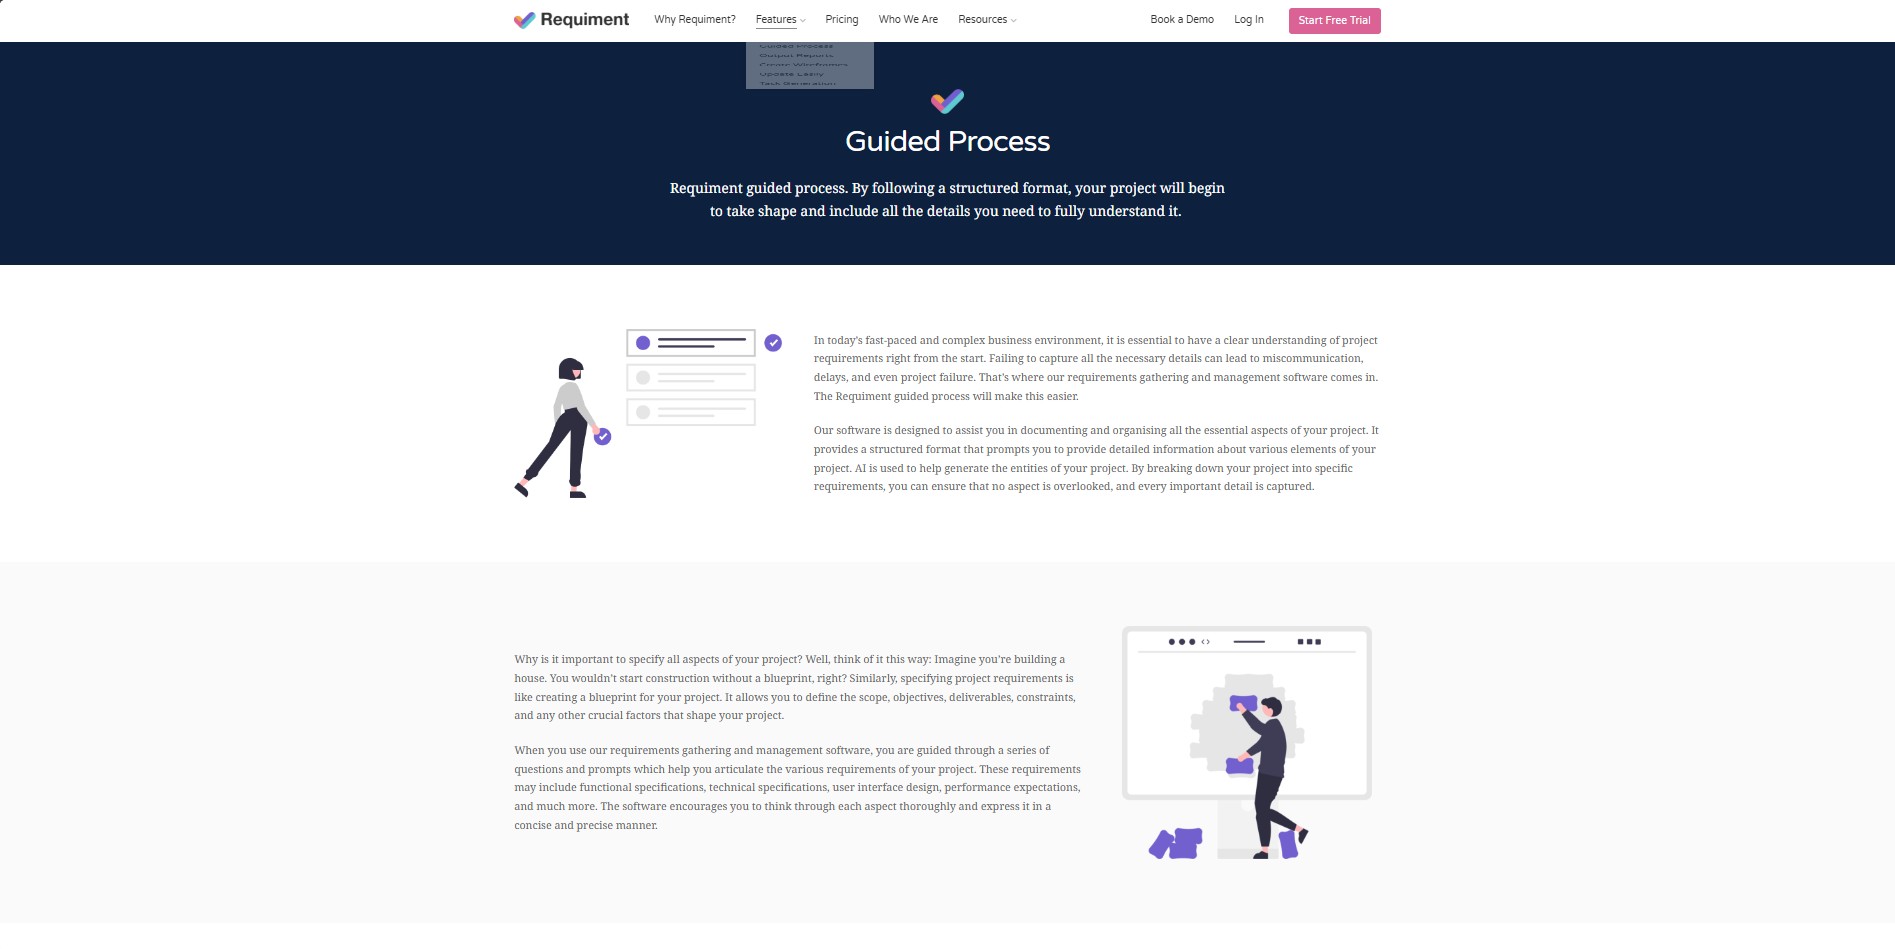 Requiment
Why Requiment?
Features
Pricing
Who We Are
Resources
Book a Demo
Log In
Start Free Trial
Guided Process
Output Reports
Create Wireframes
Update Easily
Task Generation
Guided Process
Requiment guided process. By following a structured format, your project will begin
to take shape and include all the details you need to fully understand it.
In today's fast-paced and complex business environment, it is essential to have a clear understanding of project
requirements right from the start. Failing to capture all the necessary details can lead to miscommunication,
delays, and even project failure. That's where our requirements gathering and management software comes in.
The Requiment guided process will make this easier.
Our software is designed to assist you in documenting and organising all the essential aspects of your project. It
provides a structured format that prompts you to provide detailed information about various elements of your
project. AI is used to help generate the entities of your project. By breaking down your project into specific
requirements, you can ensure that no aspect is overlooked, and every important detail is captured.
Why is it important to specify all aspects of your project? Well, think of it this way: Imagine you're building a
house. You wouldn't start construction without a blueprint, right? Similarly, specifying project requirements is
like creating a blueprint for your project. It allows you to define the scope, objectives, deliverables, constraints,
and any other crucial factors that shape your project.
When you use our requirements gathering and management software, you are guided through a series of
questions and prompts which help you articulate the various requirements of your project. These requirements
may include functional specifications, technical specifications, user interface design, performance expectations,
and much more. The software encourages you to think through each aspect thoroughly and express it in a
concise and precise manner.